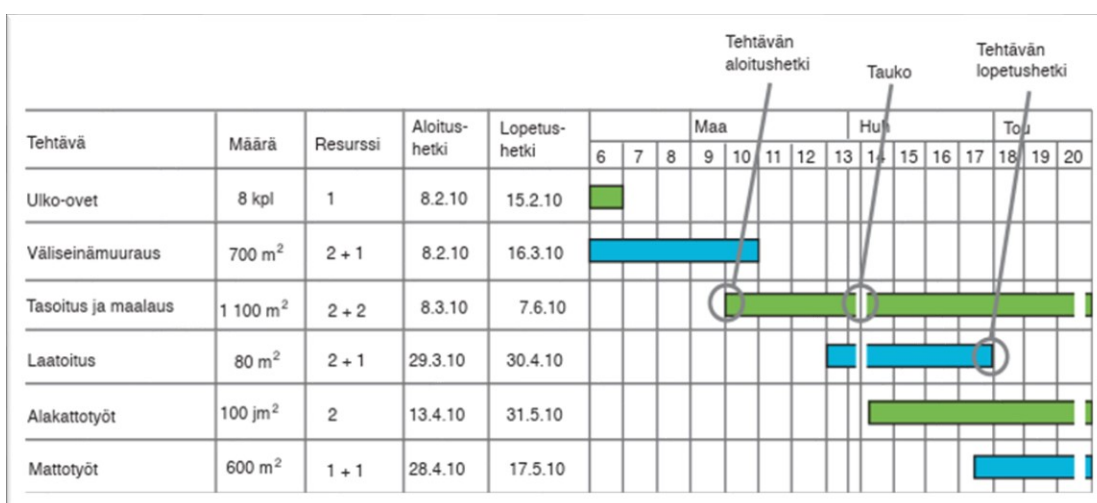 Tehtävän
aloitushetki
Tauko
Tehtävän
lopetushetki
Tehtävä Määrä Resurssi Aloitus-
hetki Lopetus-
hetki Maa Huh Tou
6 7 8 9 10 11 12 13 14 15 16 17 18 19 20
Ulko-ovet 8 kpl 1 8.2.10 15.2.10
Väliseinämuuraus 700 m² 2 + 1 8.2.10 16.3.10
Tasoitus ja maalaus 1 100 m² 2 + 2 8.3.10 7.6.10
Laatoitus 80 m² 2 + 1 29.3.10 30.4.10
Alakattotyöt 100 jm² 2 13.4.10 31.5.10
Mattotyöt 600 m² 1 + 1 28.4.10 17.5.10